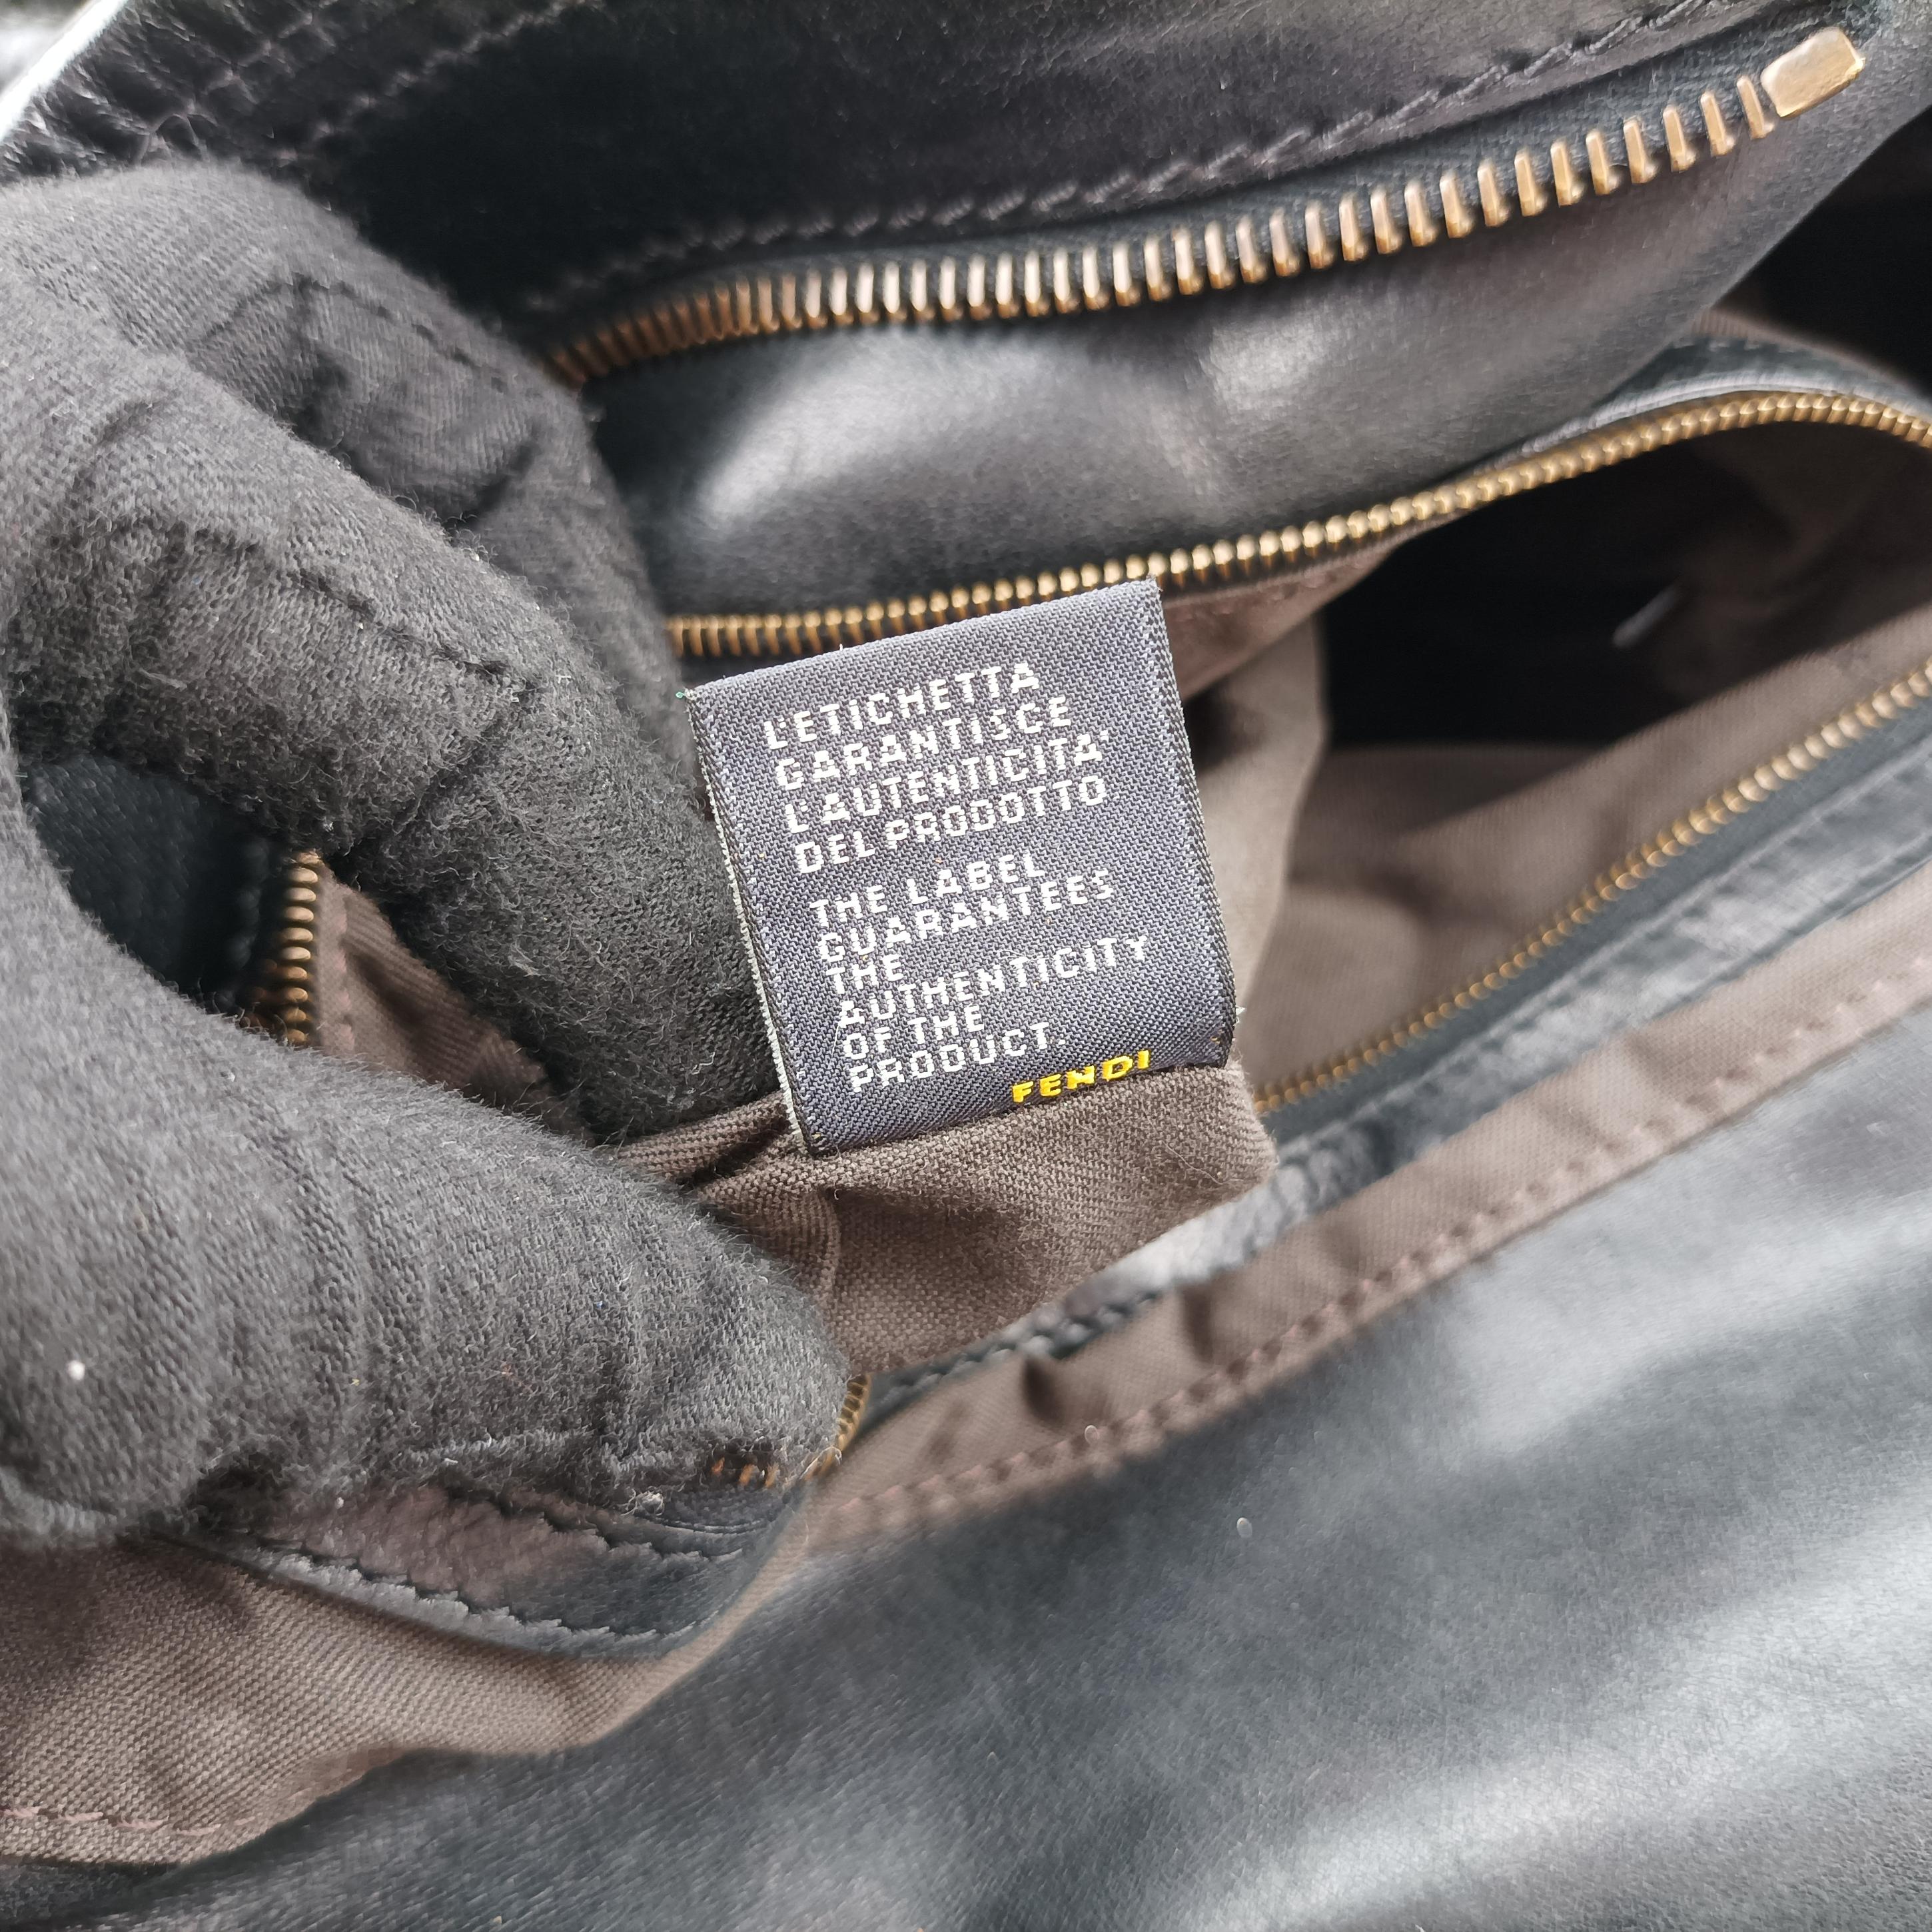 L'ETICHETTA
GARANTISCE
L'AUTENTICITA'
DEL PRODOTTO
THE LABEL
GUARANTEES
THE
AUTHENTICITY
OF THE
PRODUCT.
FENDI